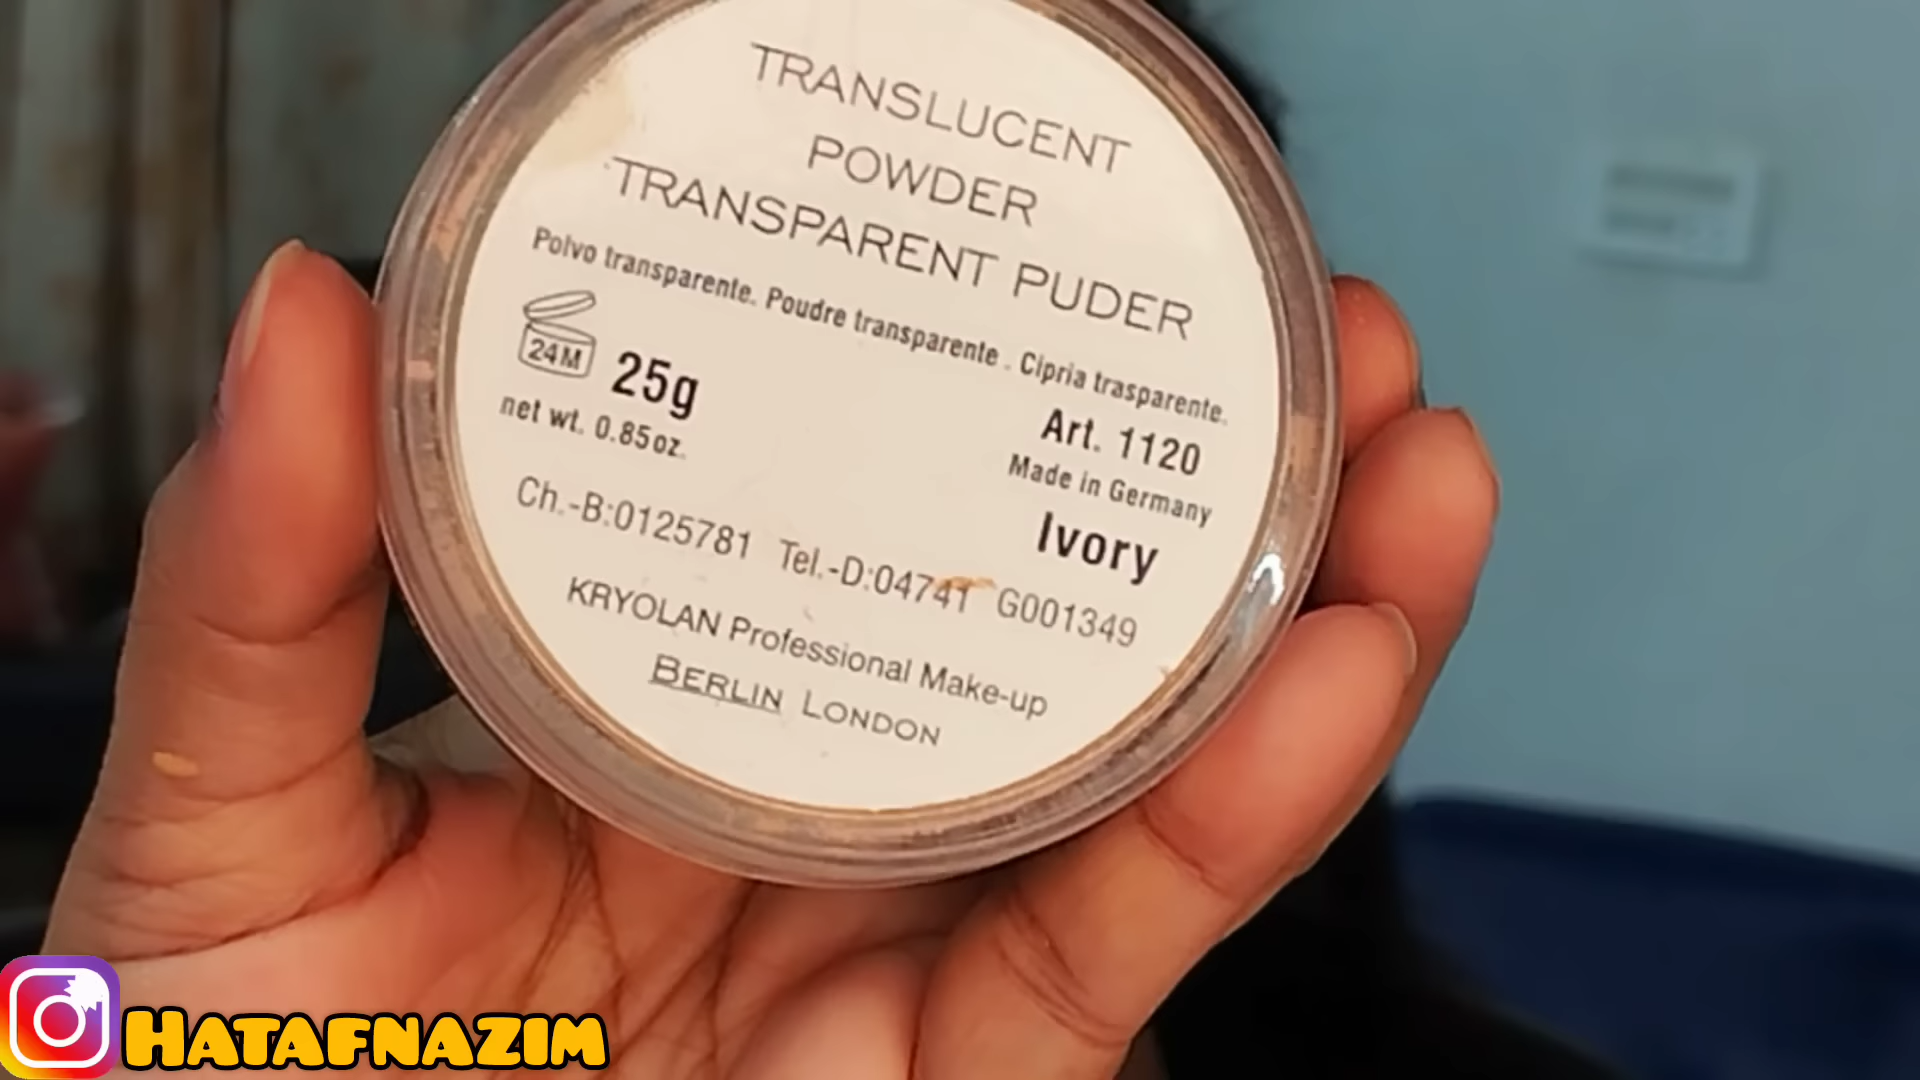 TRANSLUCENT
POWDER
TRANSPARENT PUDER
Polvo transparente. Poudre transparente . Cipria trasparente.
24M 25g
net wt. 0.85oz.
Art. 1120
Made in Germany
Ivory
Ch.-B:0125781 Tel.-D:04741 G001349
KRYOLAN Professional Make-up
BERLIN LONDON
HATAFNAZIM